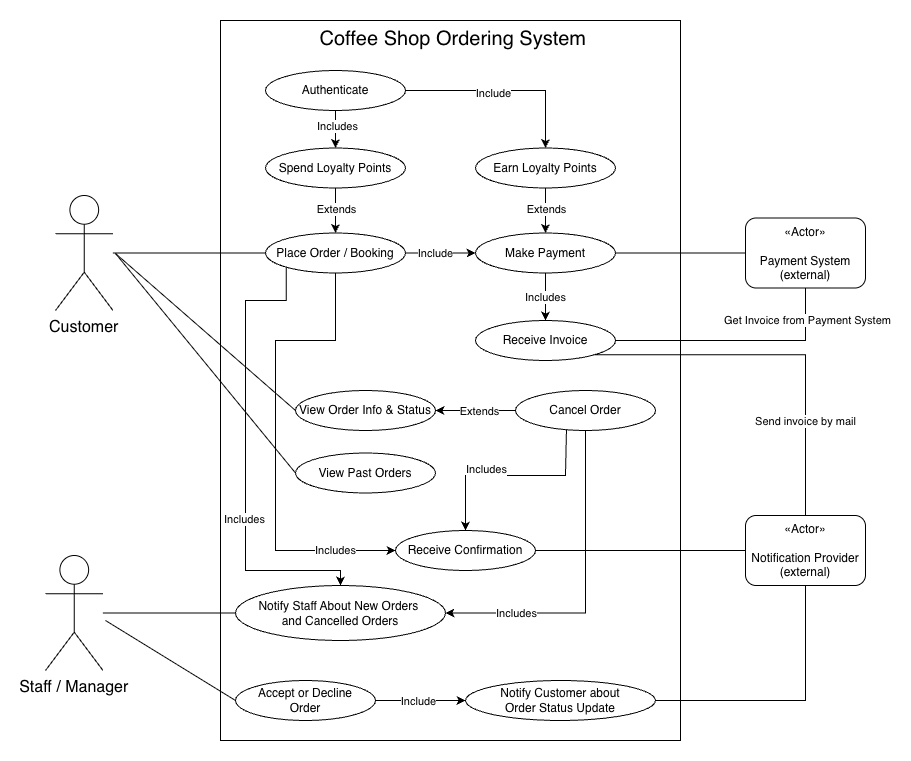 Coffee Shop Ordering System
Authenticate
Include
Includes
Spend Loyalty Points
Earn Loyalty Points
Extends
Extends
Customer
Place Order / Booking
Include
Make Payment
«Actor»
Payment System
(external)
Includes
Get Invoice from Payment System
Receive Invoice
View Order Info & Status
Extends
Cancel Order
Send invoice by mail
View Past Orders
Includes
Includes
Includes
Receive Confirmation
«Actor»
Notification Provider
(external)
Notify Staff About New Orders
and Cancelled Orders
Includes
Staff / Manager
Accept or Decline
Order
Include
Notify Customer about
Order Status Update